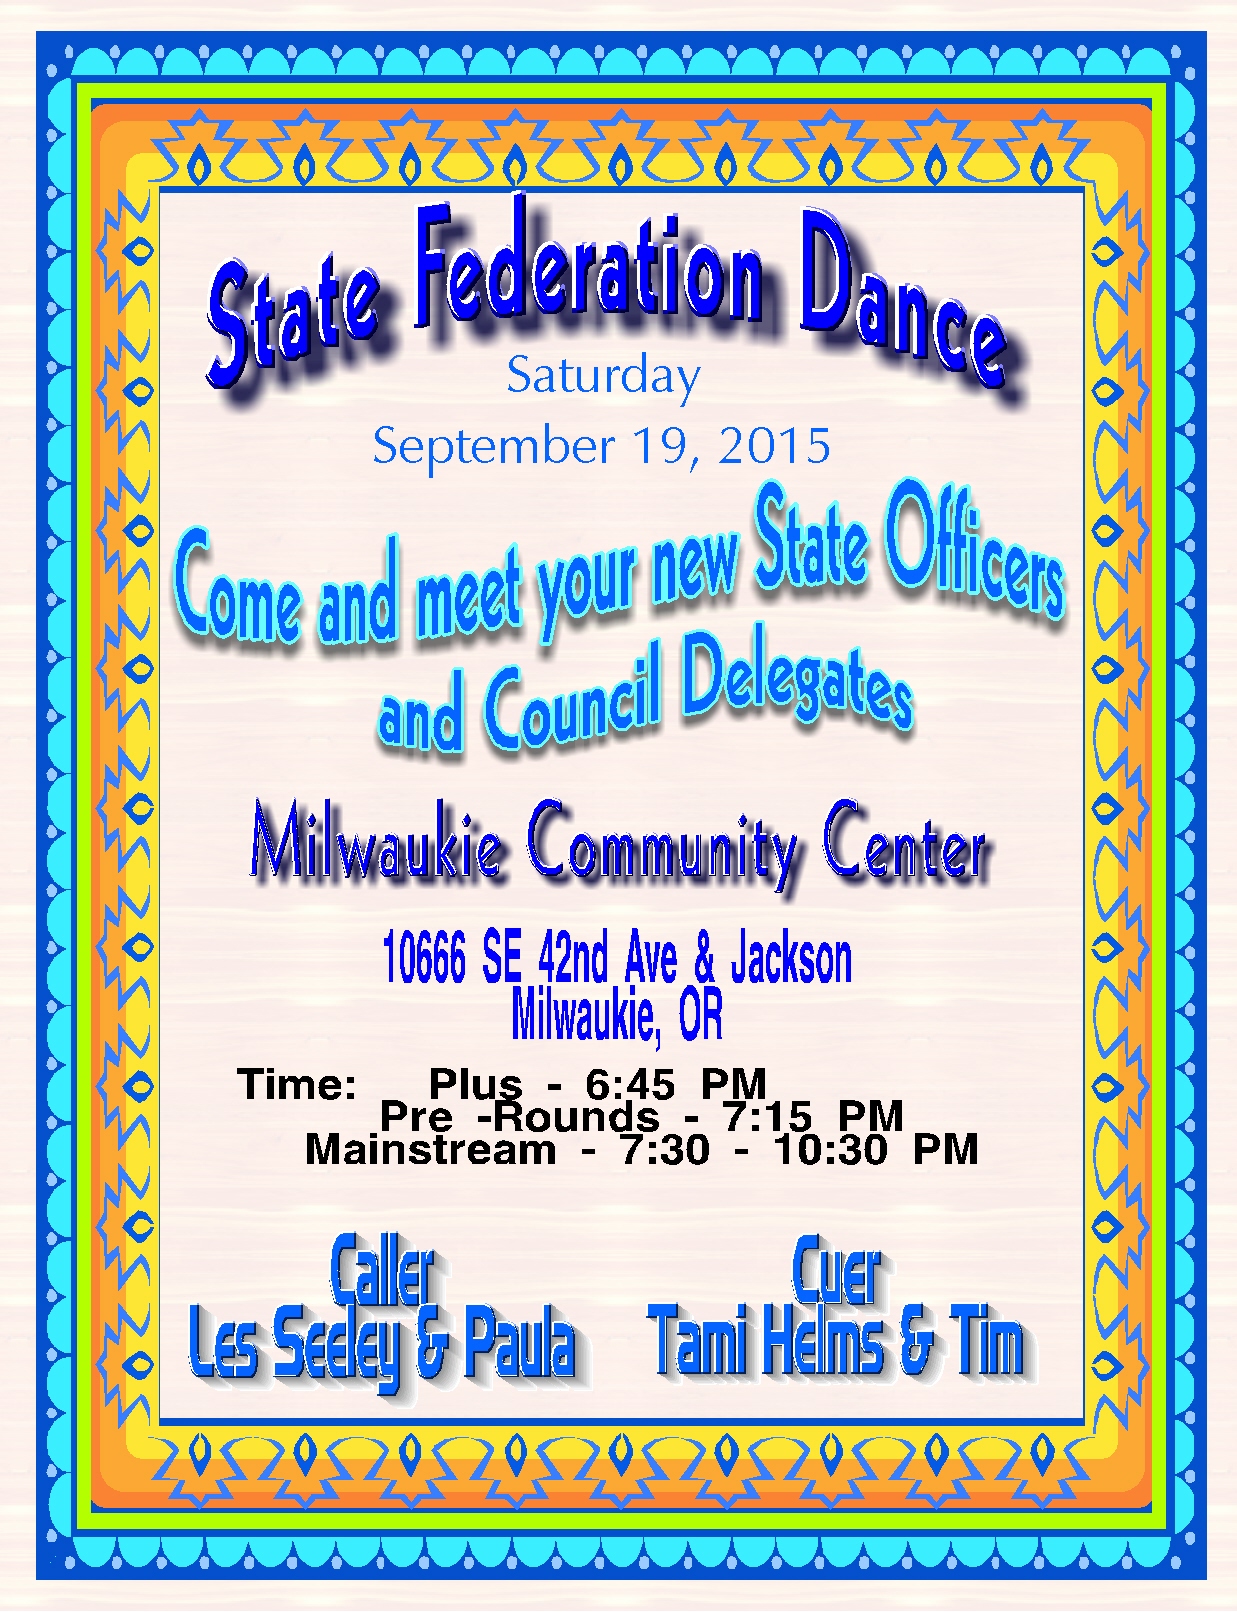 State Federation Dance
Saturday
September 19, 2015
Come and meet your new State Officers
and Council Delegates
Milwaukie Community Center
10666 SE 42nd Ave & Jackson
Milwaukie, OR
Time: Plus - 6:45 PM
Pre -Rounds - 7:15 PM
Mainstream - 7:30 - 10:30 PM
Caller
Les Seeley & Paula
Cuer
Tami Helms & Tim